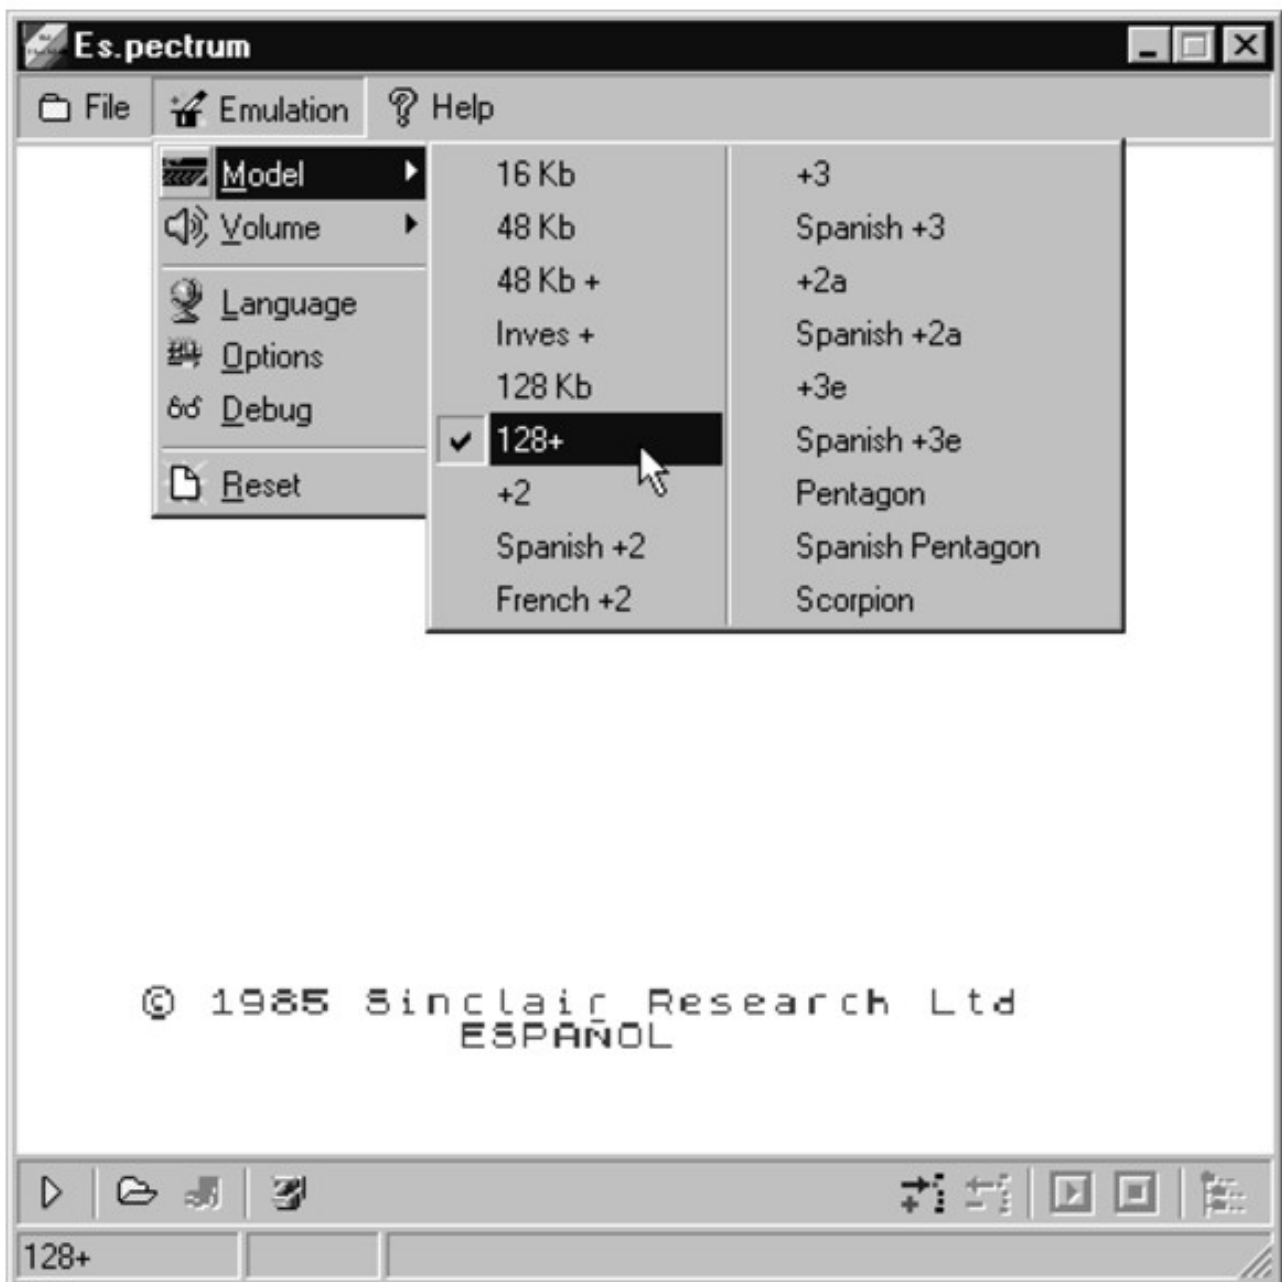 Es.pectrum
File Emulation Help
Model
Volume
Language
Options
Debug
Reset
16 Kb
48 Kb
48 Kb +
Inves +
128 Kb
128+
+2
Spanish +2
French +2
+3
Spanish +3
+2a
Spanish +2a
+3e
Spanish +3e
Pentagon
Spanish Pentagon
Scorpion
© 1985 Sinclair Research Ltd
ESPAÑOL
128+